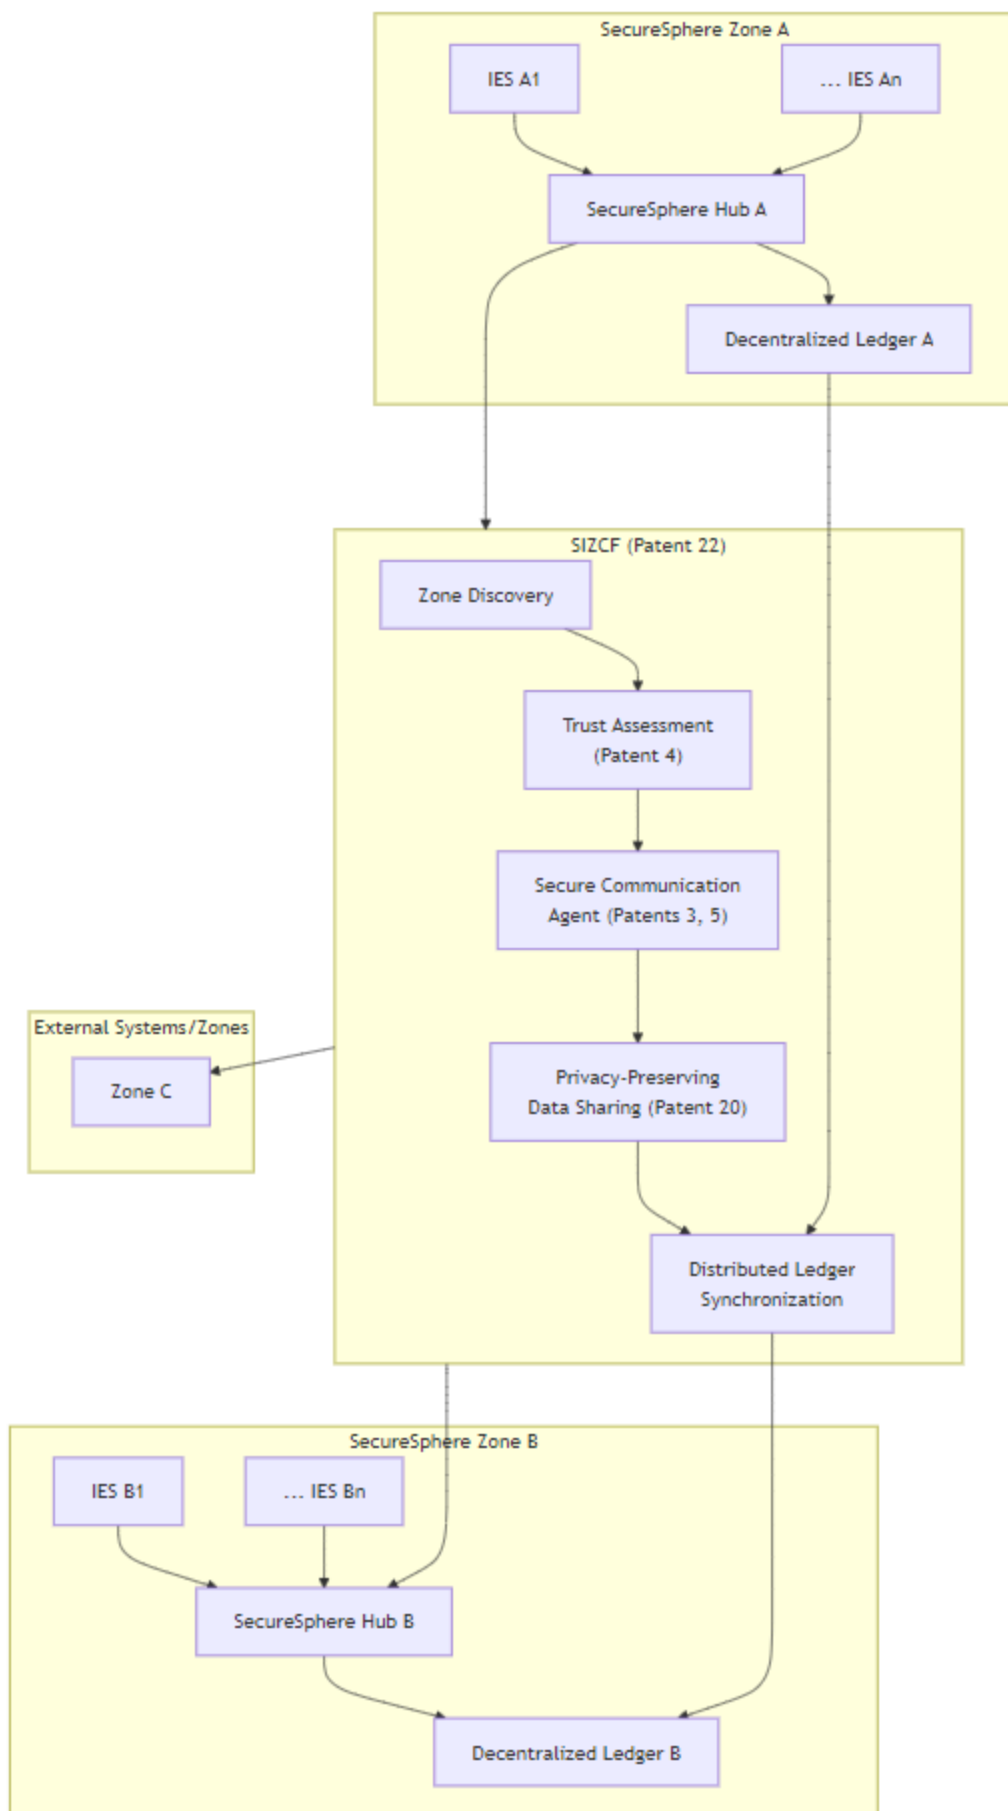 SecureSphere Zone A
IES A1
... IES An
SecureSphere Hub A
Decentralized Ledger A
SIZCF (Patent 22)
Zone Discovery
Trust Assessment
(Patent 4)
Secure Communication
Agent (Patents 3, 5)
External Systems/Zones
Zone C
Privacy-Preserving
Data Sharing (Patent 20)
Distributed Ledger
Synchronization
SecureSphere Zone B
IES B1
... IES Bn
SecureSphere Hub B
Decentralized Ledger B